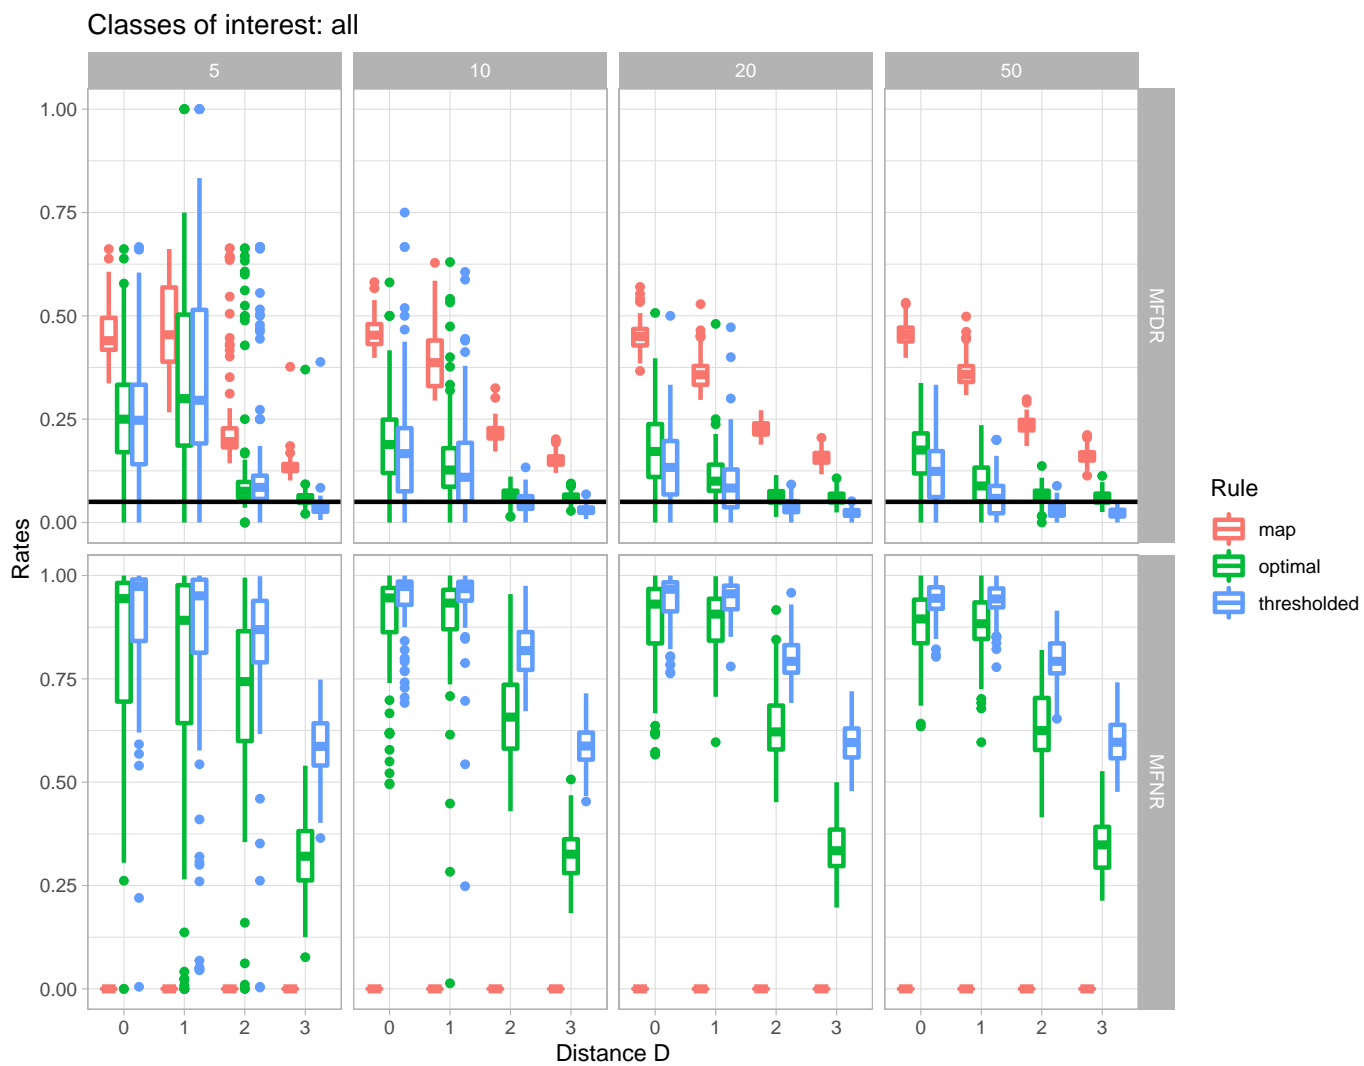 Classes of interest: all
5 10 20 50
1.00
0.75
0.50
0.25
0.00
MFDR
Rates
1.00
0.75
0.50
0.25
0.00
MFNR
0 1 2 3 0 1 2 3 0 1 2 3 0 1 2 3
Distance D
Rule
map
optimal
thresholded